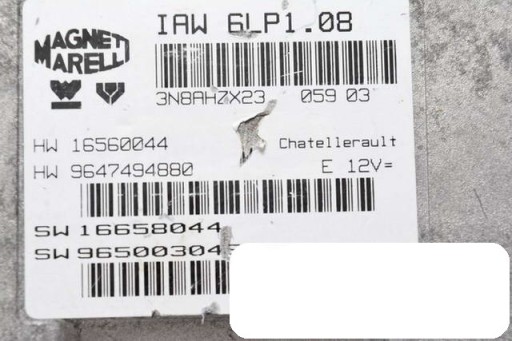 MAGNETI
MARELLI
IAW 6LP1.08
3N8AHZX23 059 03
HW 16560044
Chatellerault
HW 9647494880
E 12V=
SW 16658044
SW 96500304